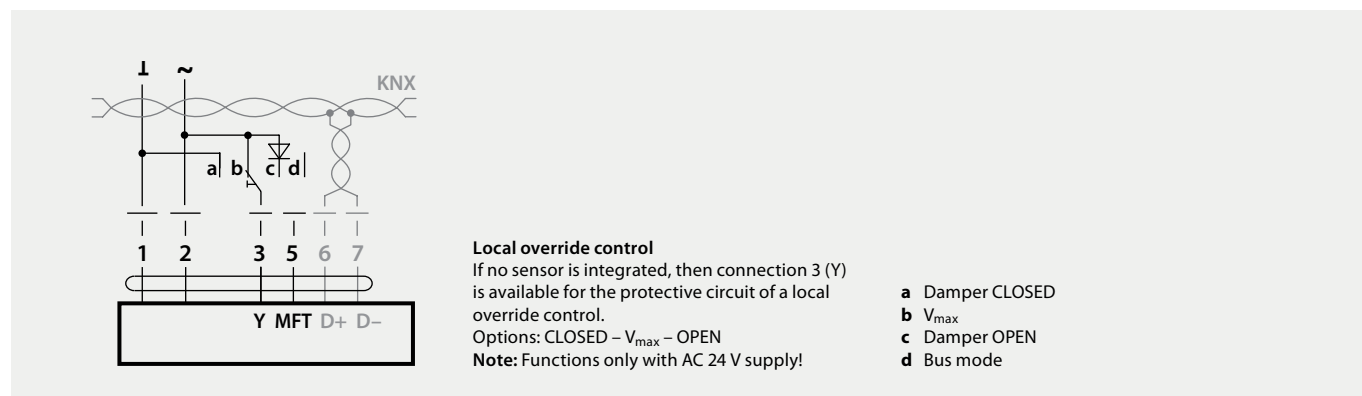 ⊥ ~
KNX
a b c d
1 2 3 5 6 7
Y MFT D+ D–
Local override control
If no sensor is integrated, then connection 3 (Y)
is available for the protective circuit of a local
override control.
Options: CLOSED – Vmax – OPEN
Note: Functions only with AC 24 V supply!
a Damper CLOSED
b Vmax
c Damper OPEN
d Bus mode